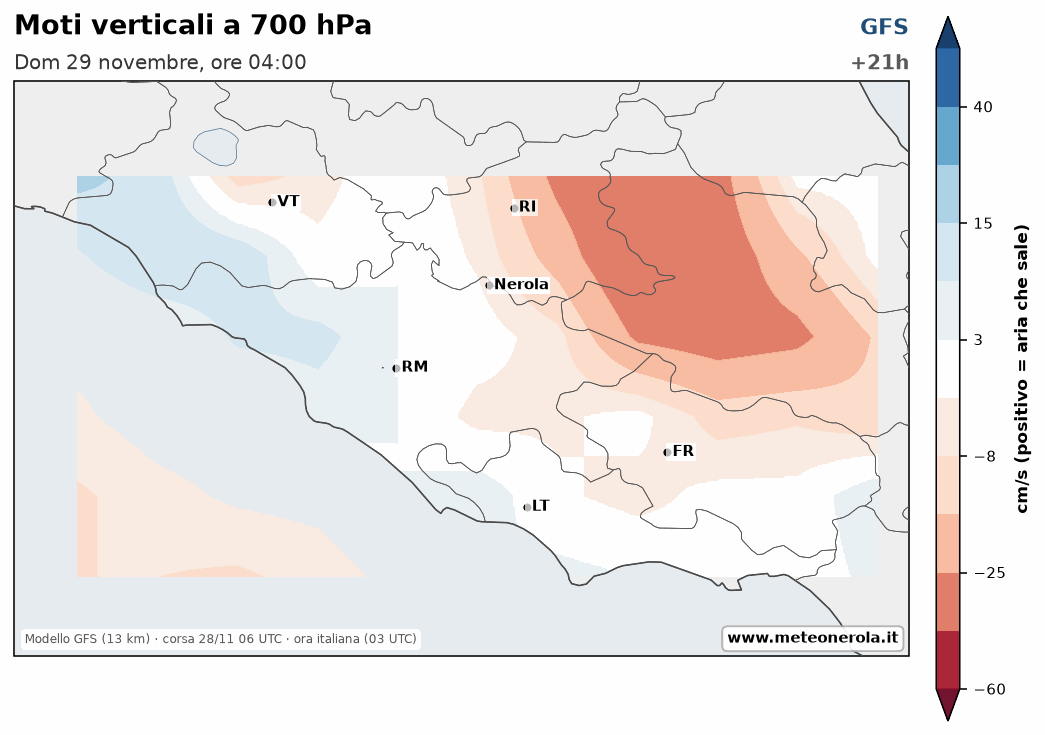 Moti verticali a 700 hPa
GFS
Dom 29 novembre, ore 04:00
+21h
40
15
3
−8
−25
−60
cm/s (positivo = aria che sale)
VT
RI
Nerola
RM
FR
LT
Modello GFS (13 km) · corsa 28/11 06 UTC · ora italiana (03 UTC)
www.meteonerola.it